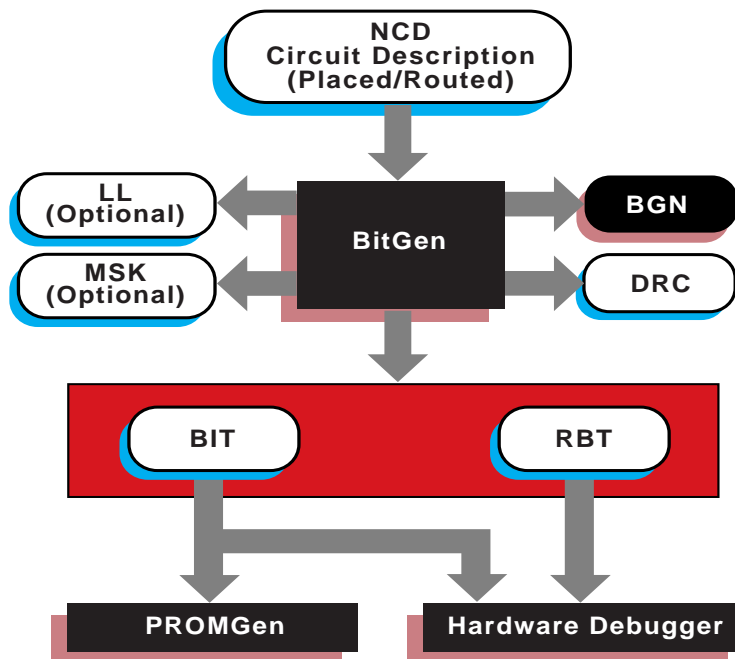 NCD
Circuit Description
(Placed/Routed)
LL
(Optional)
BitGen
BGN
MSK
(Optional)
DRC
BIT
RBT
PROMGen
Hardware Debugger